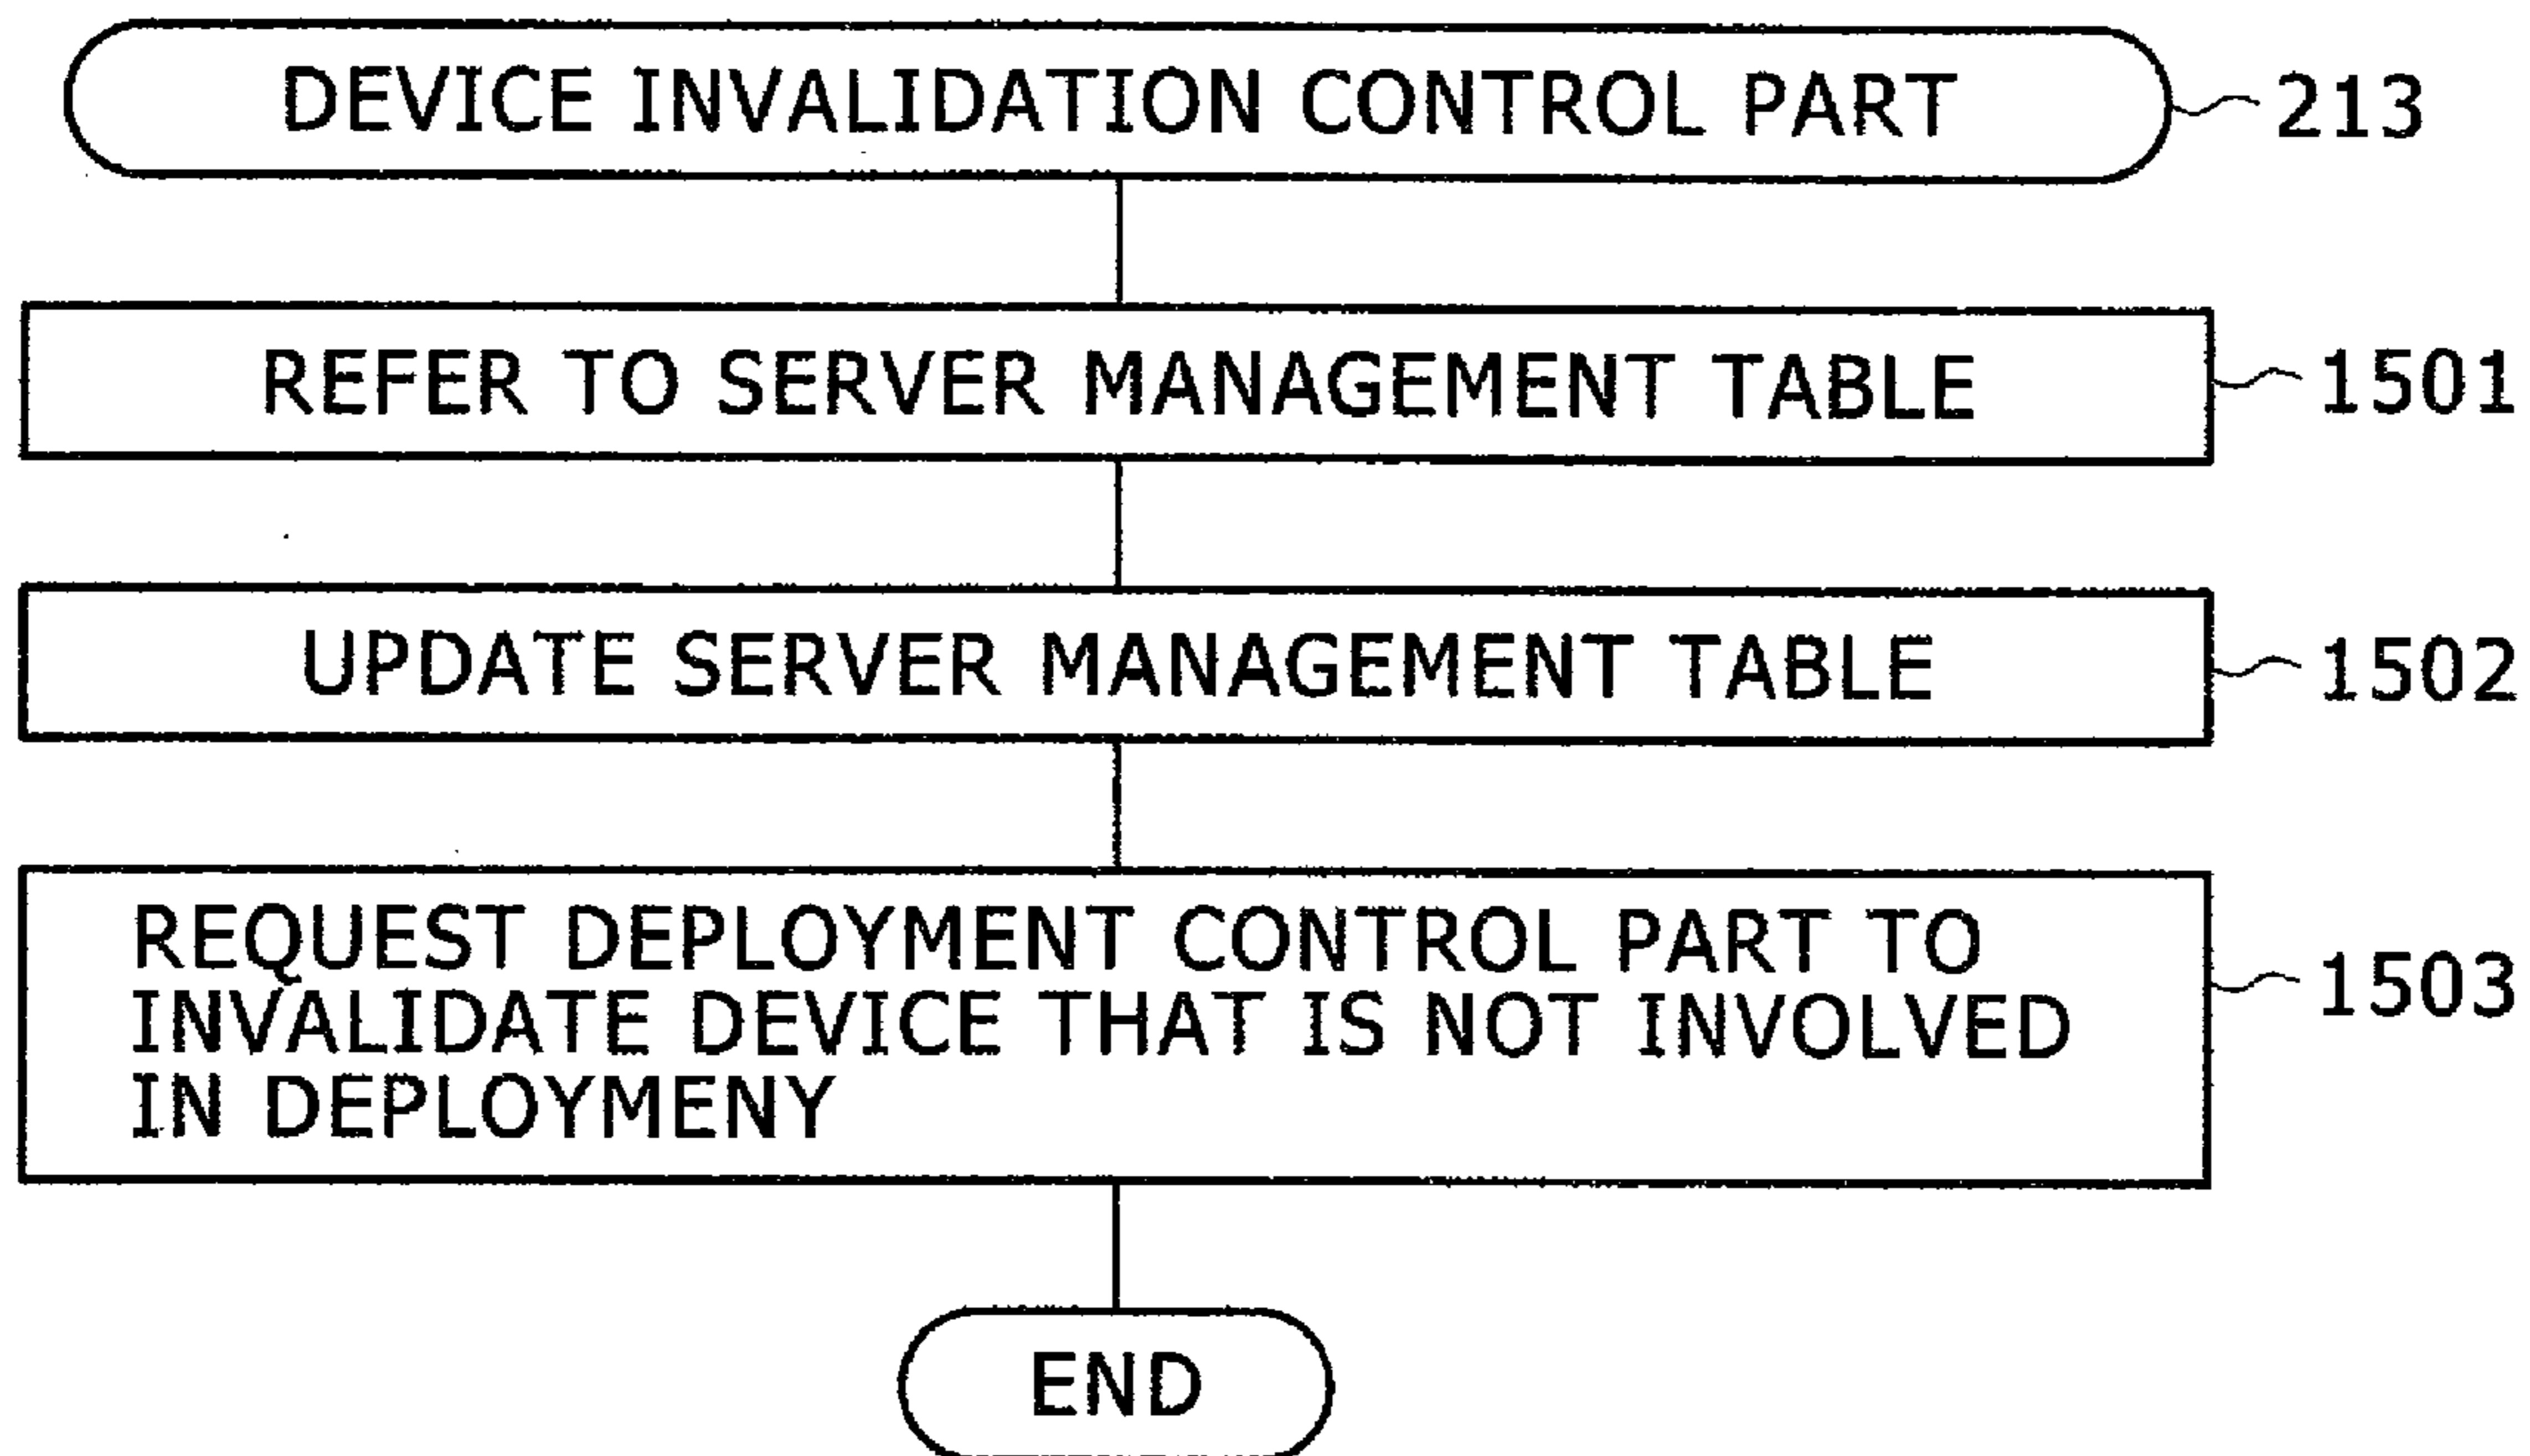 DEVICE INVALIDATION CONTROL PART 213
REFER TO SERVER MANAGEMENT TABLE 1501
UPDATE SERVER MANAGEMENT TABLE 1502
REQUEST DEPLOYMENT CONTROL PART TO
INVALIDATE DEVICE THAT IS NOT INVOLVED 1503
IN DEPLOYMENY
END